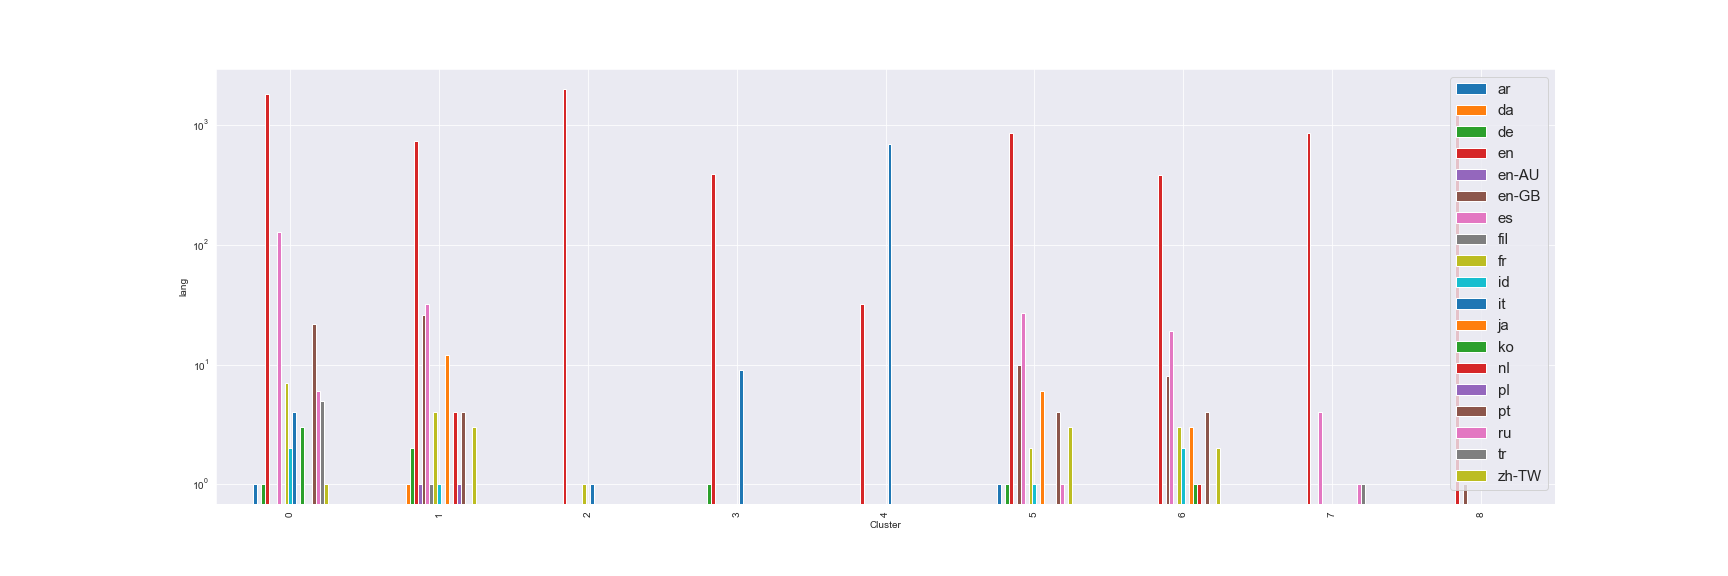 10³
10²
10¹
10⁰
lang
0
1
2
3
4
5
6
7
8
Cluster
ar
da
de
en
en-AU
en-GB
es
fil
fr
id
it
ja
ko
nl
pl
pt
ru
tr
zh-TW